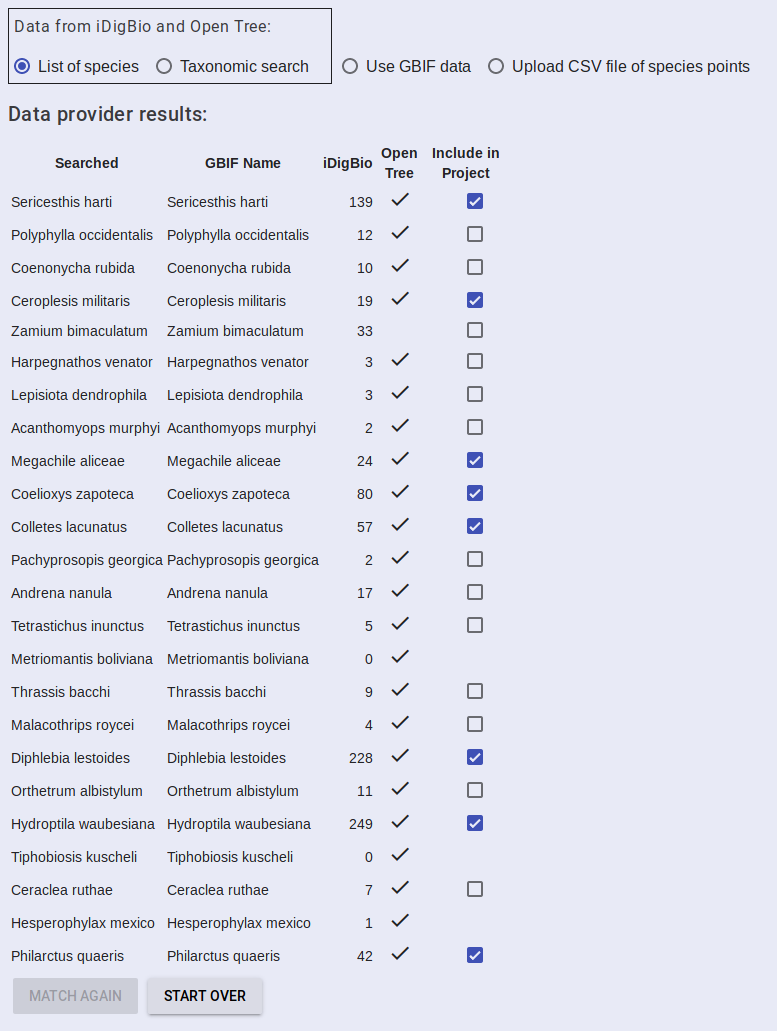 Data from iDigBio and Open Tree:
List of species Taxonomic search Use GBIF data Upload CSV file of species points
Data provider results:
Searched GBIF Name iDigBio Open Tree Include in Project
Sericesthis harti Sericesthis harti 139
Polyphylla occidentalis Polyphylla occidentalis 12
Coenonycha rubida Coenonycha rubida 10
Ceroplesis militaris Ceroplesis militaris 19
Zamium bimaculatum Zamium bimaculatum 33
Harpegnathos venator Harpegnathos venator 3
Lepisiota dendrophila Lepisiota dendrophila 3
Acanthomyops murphyi Acanthomyops murphyi 2
Megachile aliceae Megachile aliceae 24
Coelioxys zapoteca Coelioxys zapoteca 80
Colletes lacunatus Colletes lacunatus 57
Pachyprosopis georgica Pachyprosopis georgica 2
Andrena nanula Andrena nanula 17
Tetrastichus inunctus Tetrastichus inunctus 5
Metriomantis boliviana Metriomantis boliviana 0
Thrassis bacchi Thrassis bacchi 9
Malacothrips roycei Malacothrips roycei 4
Diphlebia lestoides Diphlebia lestoides 228
Orthetrum albistylum Orthetrum albistylum 11
Hydroptila waubesiana Hydroptila waubesiana 249
Tiphobiosis kuscheli Tiphobiosis kuscheli 0
Ceraclea ruthae Ceraclea ruthae 7
Hesperophylax mexico Hesperophylax mexico 1
Philarctus quaeris Philarctus quaeris 42
MATCH AGAIN START OVER